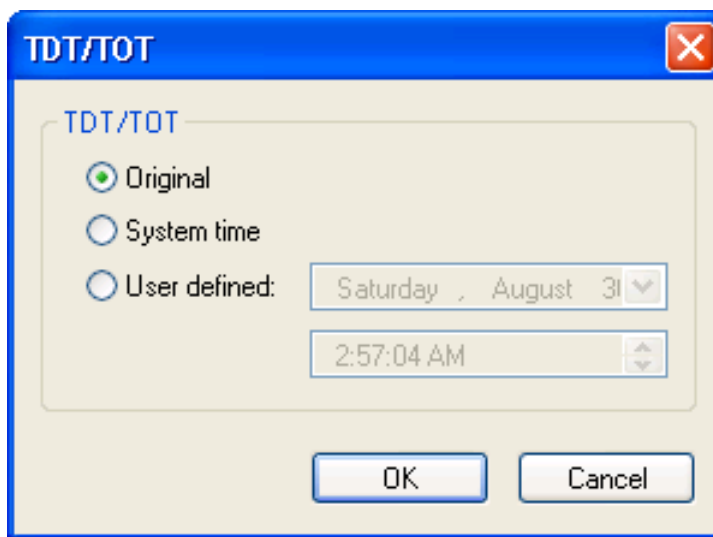 TDT/TOT
TDT/TOT
Original
System time
User defined:
Saturday , August
2:57:04 AM
OK
Cancel